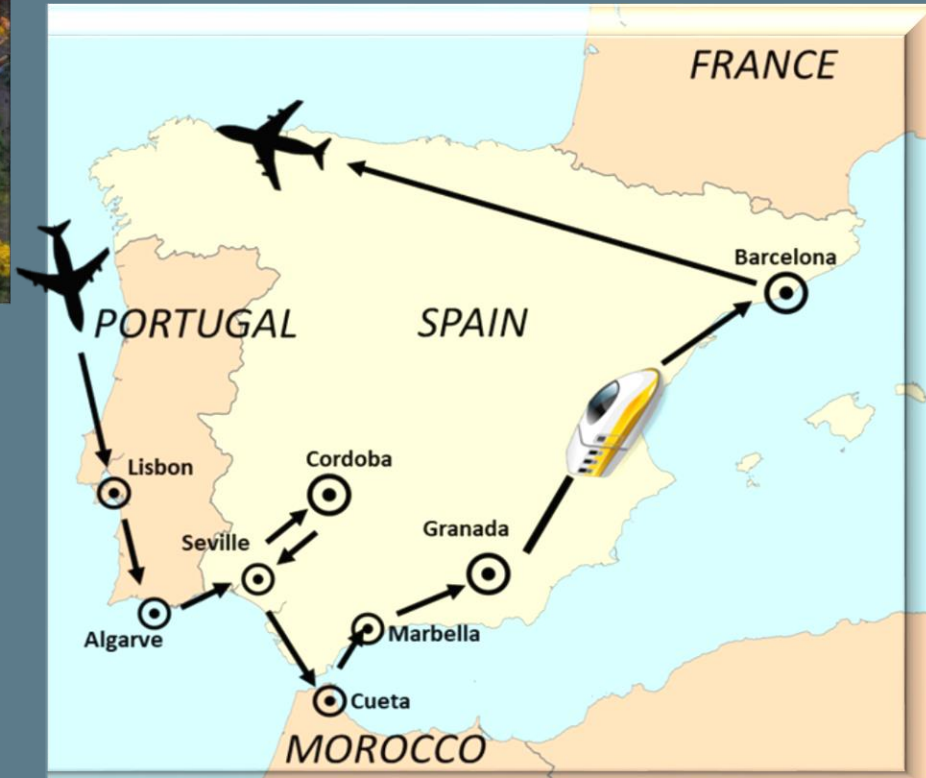 FRANCE
Barcelona
PORTUGAL
SPAIN
Lisbon
Cordoba
Seville
Granada
Algarve
Marbella
Cueta
MOROCCO